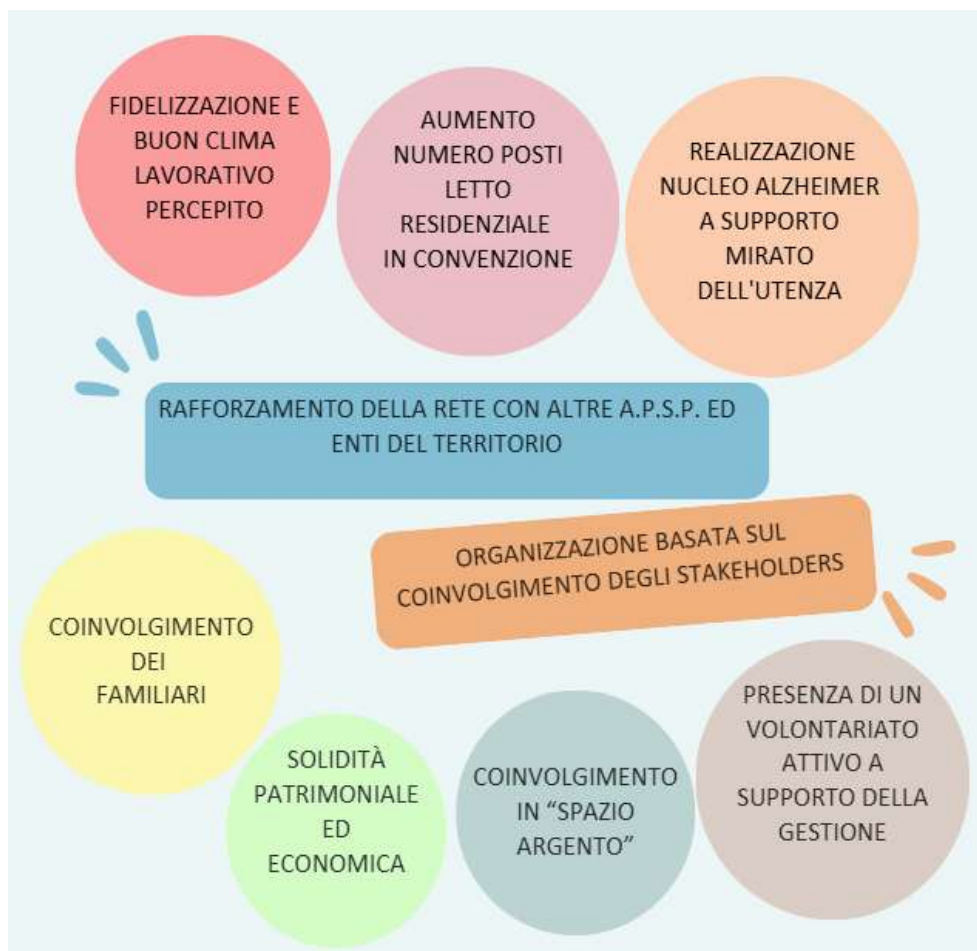 FIDELIZZAZIONE E
BUON CLIMA
LAVORATIVO
PERCEPITO
AUMENTO
NUMERO POSTI
LETTO
RESIDENZIALE
IN CONVENZIONE
REALIZZAZIONE
NUCLEO ALZHEIMER
A SUPPORTO
MIRATO
DELL'UTENZA
RAFFORZAMENTO DELLA RETE CON ALTRE A.P.S.P. ED
ENTI DEL TERRITORIO
ORGANIZZAZIONE BASATA SUL
COINVOLGIMENTO DEGLI STAKEHOLDERS
COINVOLGIMENTO
DEI
FAMILIARI
SOLIDITÀ
PATRIMONIALE
ED
ECONOMICA
COINVOLGIMENTO
IN “SPAZIO
ARGENTO”
PRESENZA DI UN
VOLONTARIATO
ATTIVO A
SUPPORTO DELLA
GESTIONE